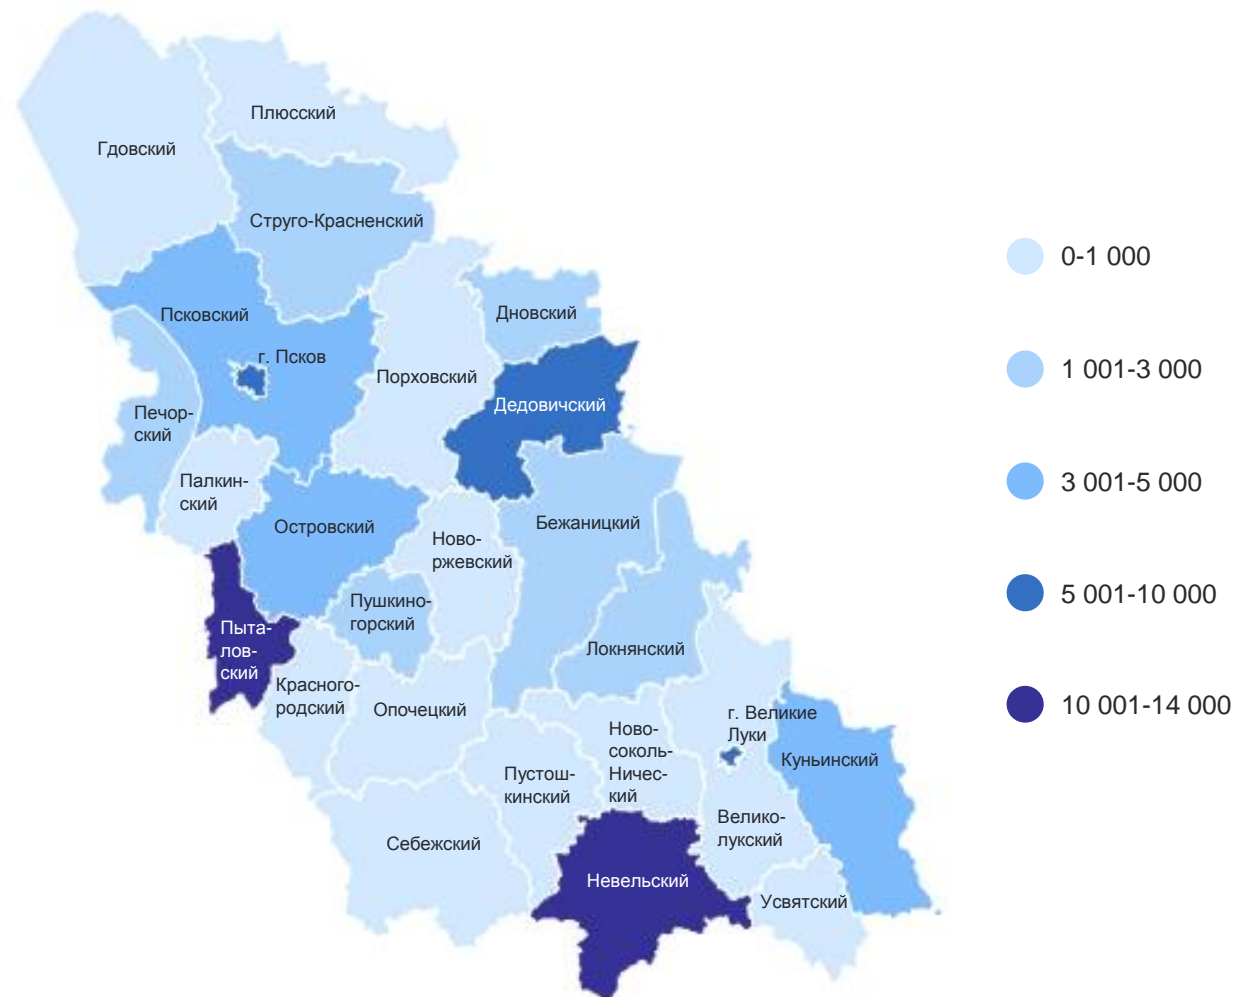 Плюсский
Гдовский
Струго-Красненский
0-1 000
Псковский
Дновский
г. Псков
1 001-3 000
Порховский
Дедовичский
Печор-
ский
Палкин-
ский
3 001-5 000
Островский
Бежаницкий
Ново-
ржевский
5 001-10 000
Пушкино-
горский
Пыта-
лов-
ский
Локнянский
Красного-
родский
Опочецкий
10 001-14 000
г. Великие
Луки
Ново-
соколь-
Ничес-
кий
Куньинский
Пустош-
кинский
Велико-
лукский
Себежский
Невельский
Усвятский